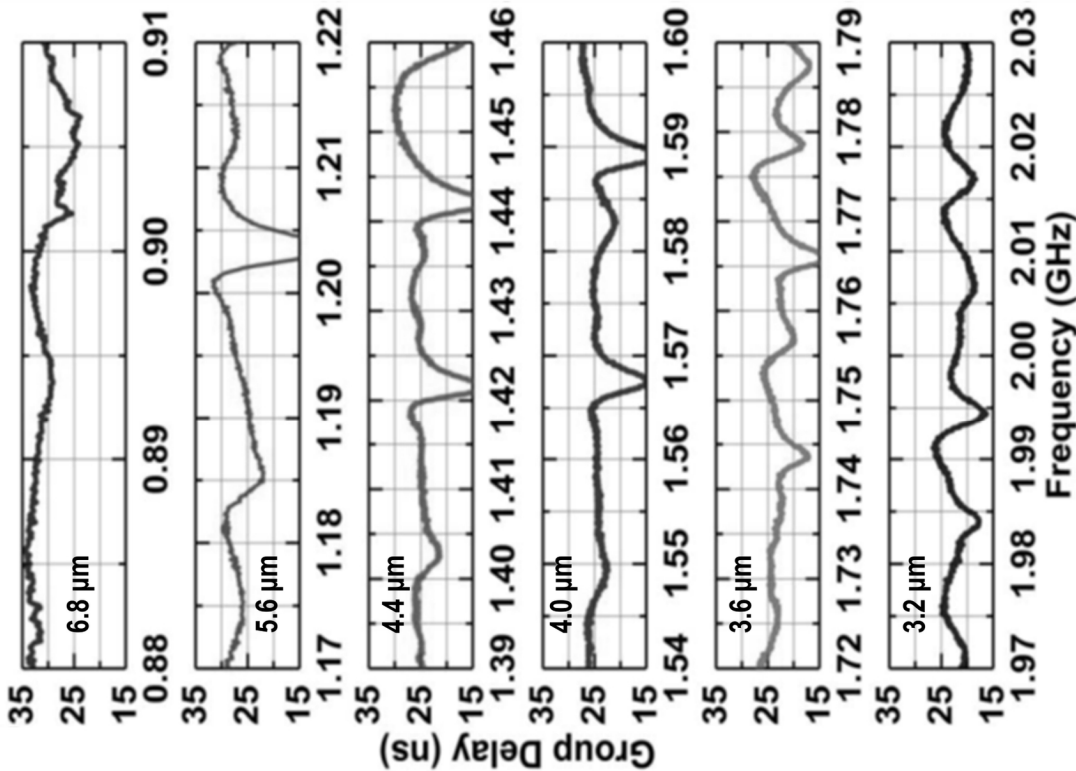 Group Delay (ns)
35
25
15
6.8 µm
0.88 0.89 0.90 0.91
35
25
15
5.6 µm
1.17 1.18 1.19 1.20 1.21 1.22
35
25
15
4.4 µm
1.39 1.40 1.41 1.42 1.43 1.44 1.45 1.46
35
25
15
4.0 µm
1.54 1.55 1.56 1.57 1.58 1.59 1.60
35
25
15
3.6 µm
1.72 1.73 1.74 1.75 1.76 1.77 1.78 1.79
35
25
15
3.2 µm
1.97 1.98 1.99 2.00 2.01 2.02 2.03
Frequency (GHz)